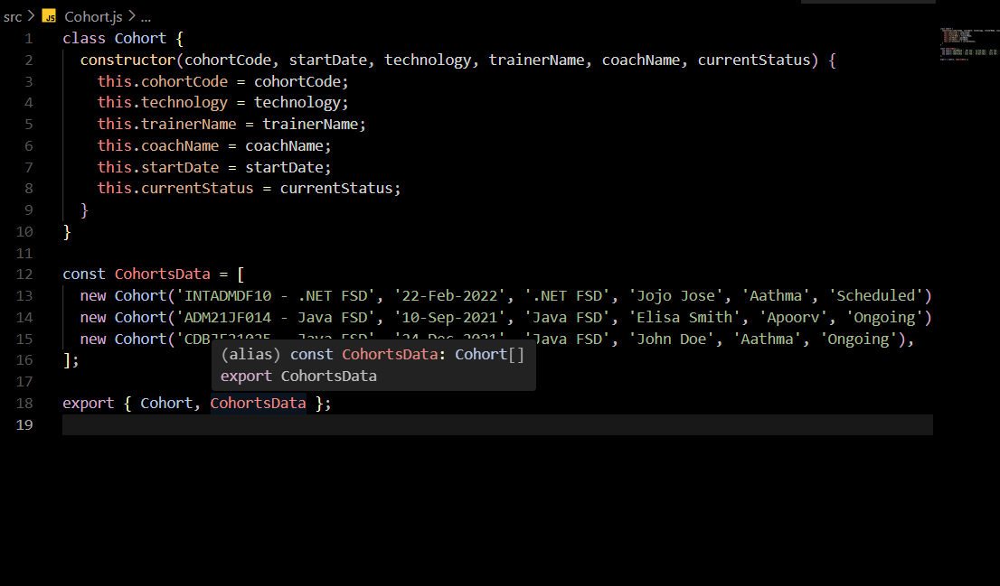 src > JS Cohort.js > ...
1 class Cohort {
2 constructor(cohortCode, startDate, technology, trainerName, coachName, currentStatus) {
3 this.cohortCode = cohortCode;
4 this.technology = technology;
5 this.trainerName = trainerName;
6 this.coachName = coachName;
7 this.startDate = startDate;
8 this.currentStatus = currentStatus;
9 }
10 }
11
12 const CohortsData = [
13 new Cohort('INTADMDF10 - .NET FSD', '22-Feb-2022', '.NET FSD', 'Jojo Jose', 'Aathma', 'Scheduled')
14 new Cohort('ADM21JF014 - Java FSD', '10-Sep-2021', 'Java FSD', 'Elisa Smith', 'Apoorv', 'Ongoing')
15 new Cohort('CDBJF21025 - Java FSD', '24-Dec-2021', 'Java FSD', 'John Doe', 'Aathma', 'Ongoing'),
(alias) const CohortsData: Cohort[]
16 ];
export CohortsData
17
18 export { Cohort, CohortsData };
19